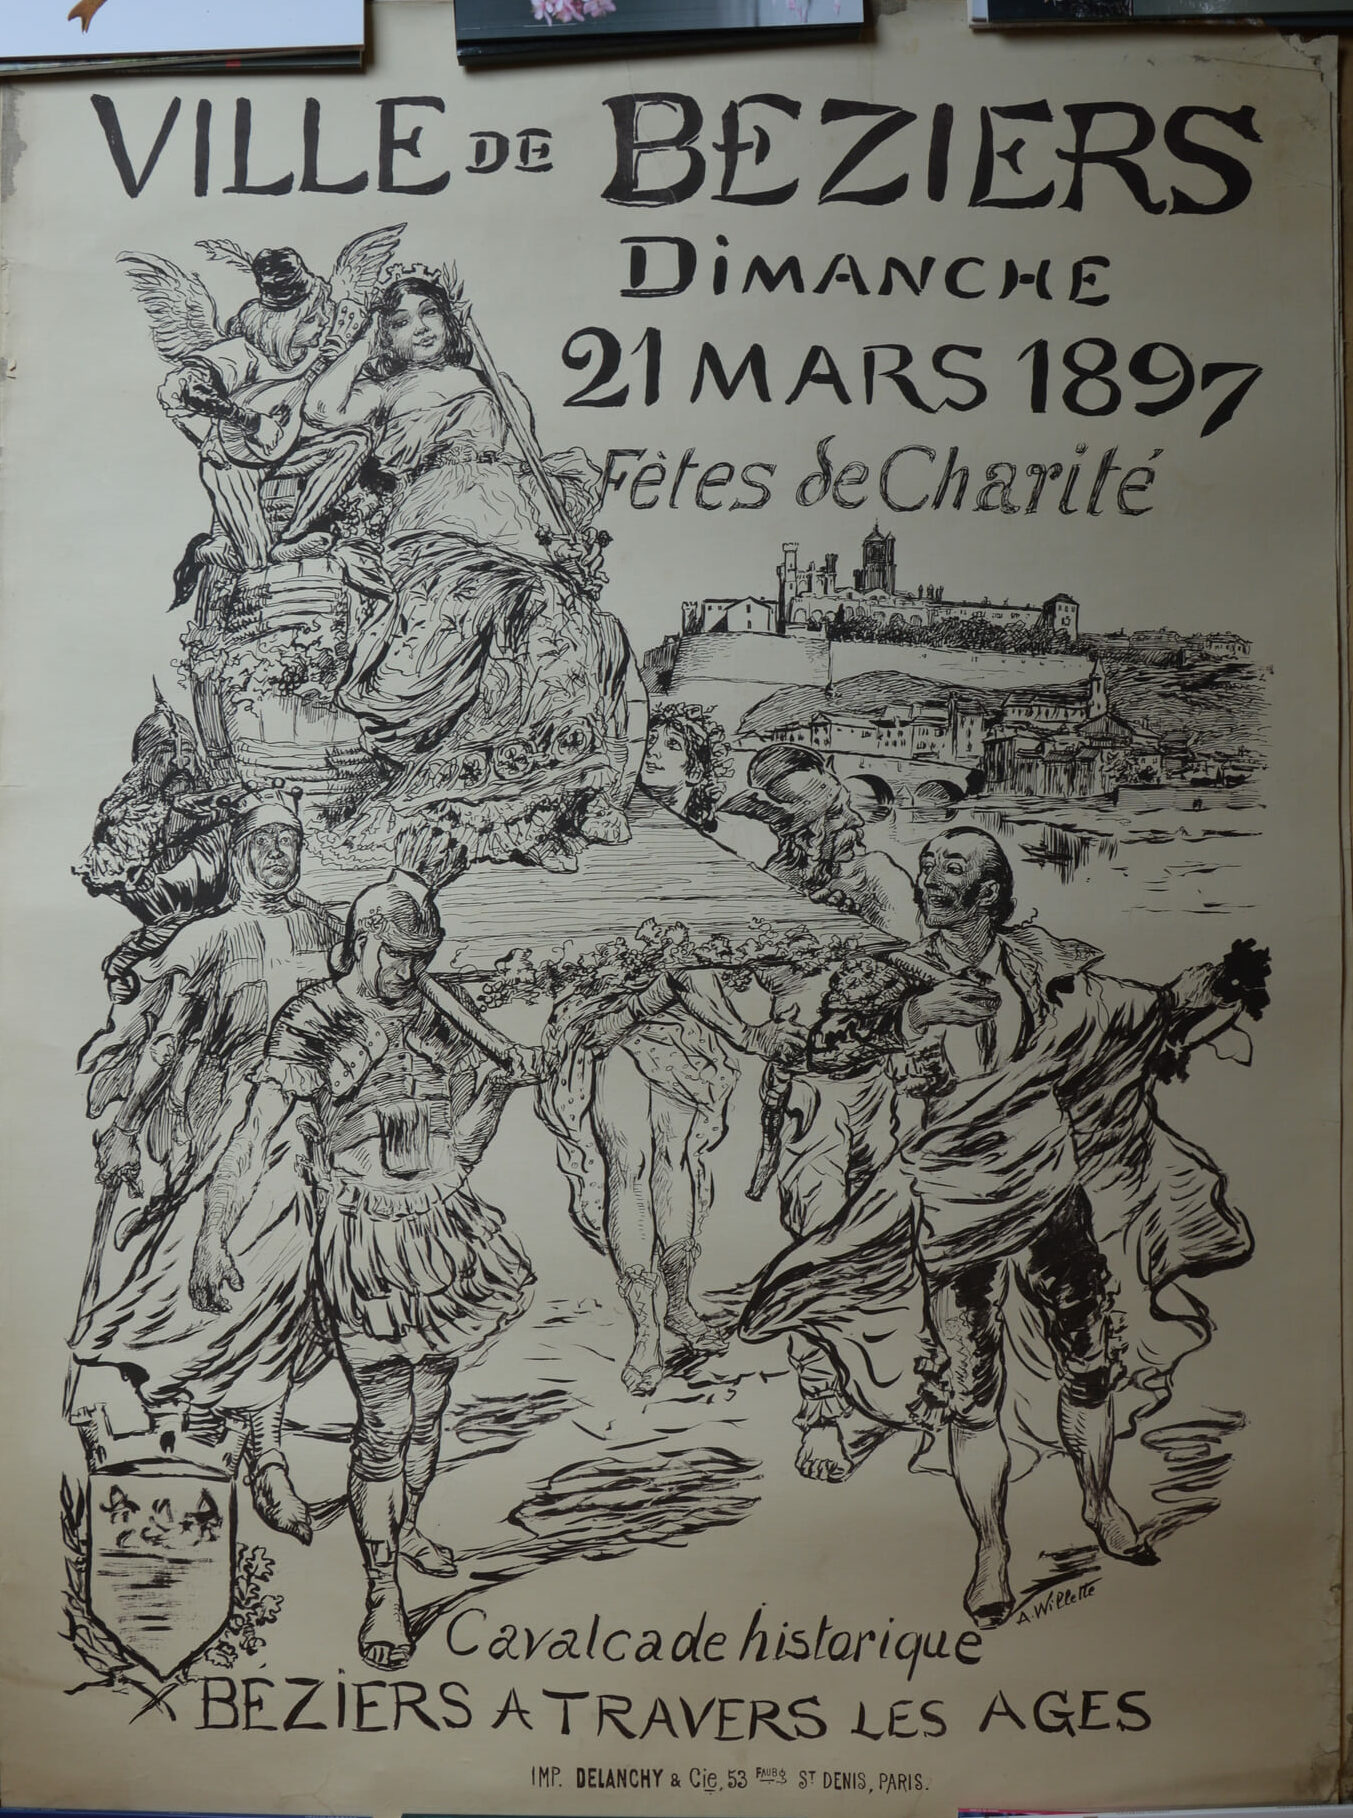 VILLE DE BEZIERS
DIMANCHE
21 MARS 1897
Fètes de Charité
A. Willette
Cavalcade historique
BÉZIERS A TRAVERS LES AGES
IMP. DELANCHY & Cie, 53 FAUBG ST DENIS, PARIS.